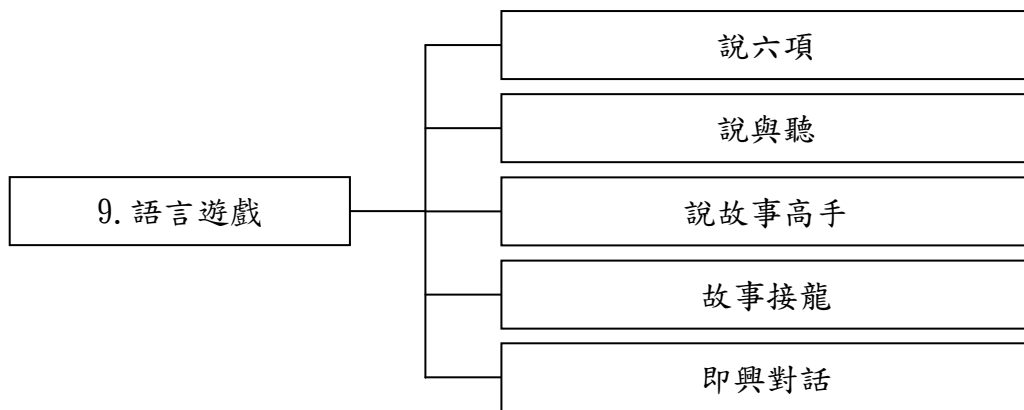 9.語言遊戲
說六項
說與聽
說故事高手
故事接龍
即興對話